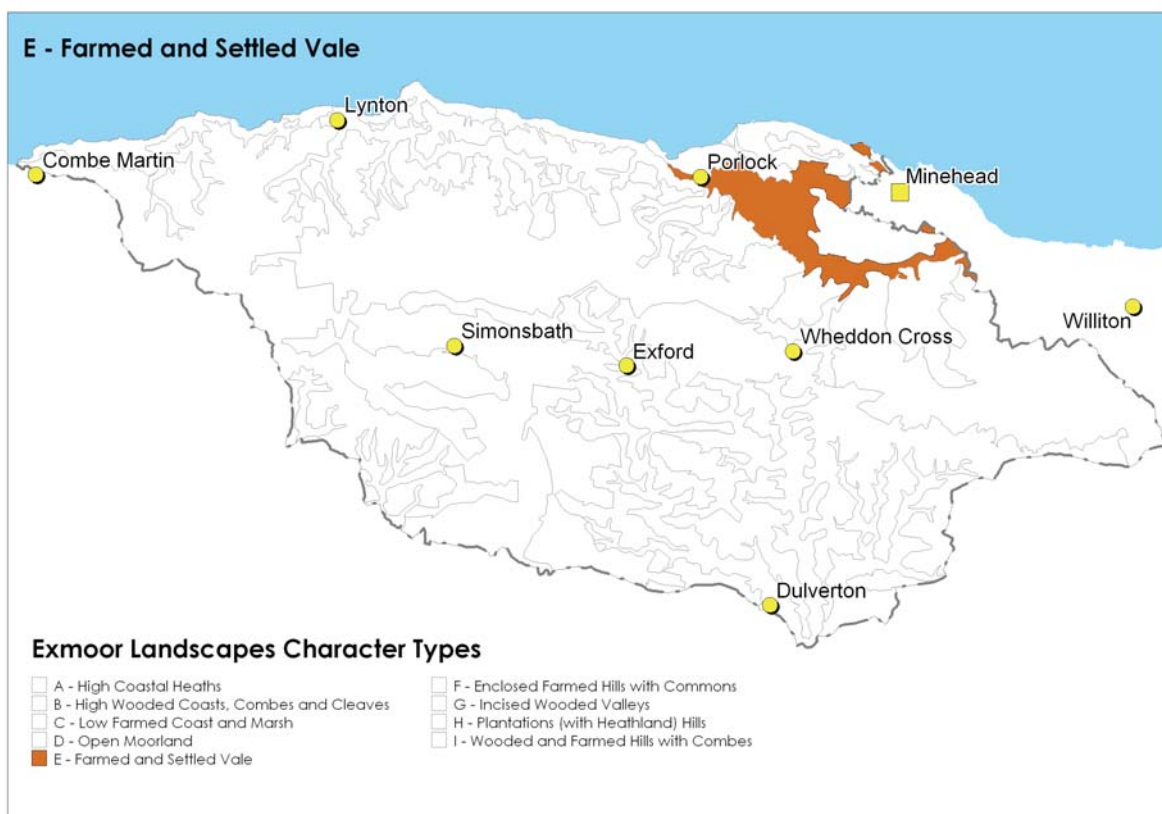 E - Farmed and Settled Vale
Lynton
Combe Martin
Porlock
Minehead
Williton
Simonsbath
Exford
Wheddon Cross
Dulverton
Exmoor Landscapes Character Types
A - High Coastal Heaths
B - High Wooded Coasts, Combes and Cleaves
C - Low Farmed Coast and Marsh
D - Open Moorland
E - Farmed and Settled Vale
F - Enclosed Farmed Hills with Commons
G - Incised Wooded Valleys
H - Plantations (with Heathland) Hills
I - Wooded and Farmed Hills with Combes